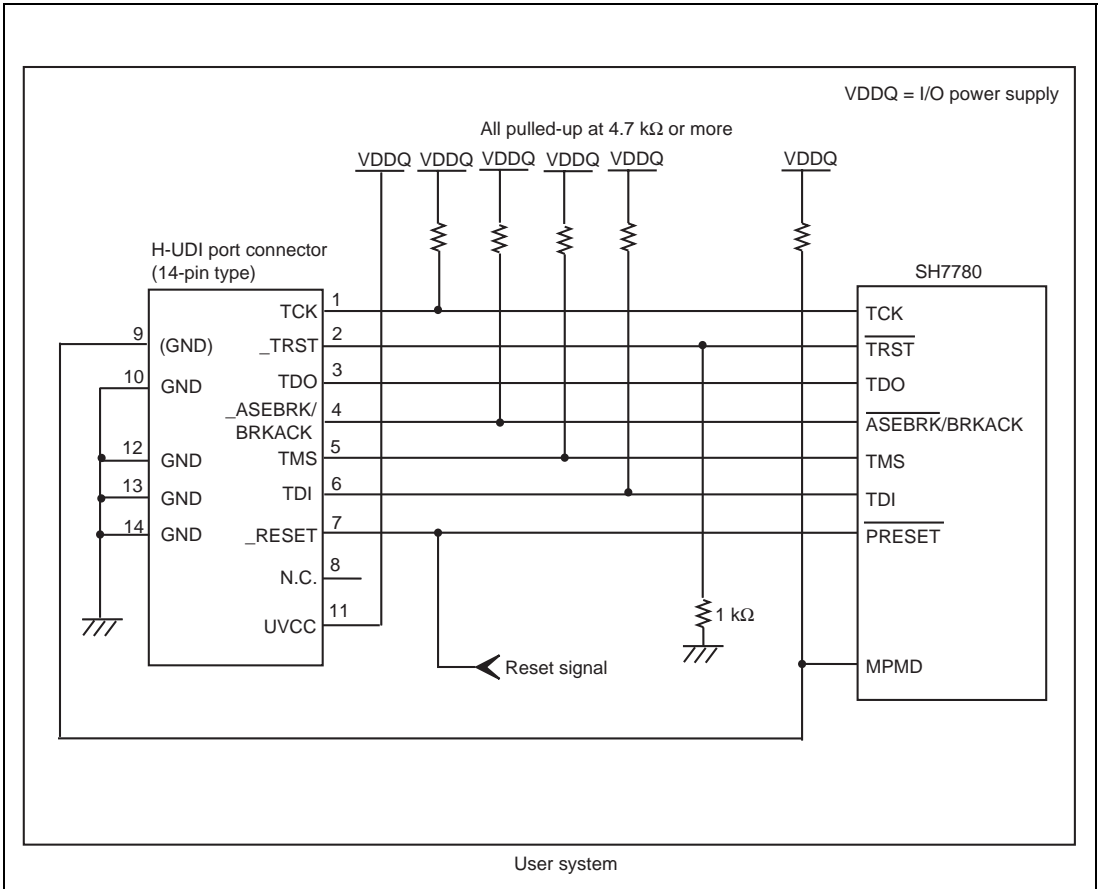 VDDQ = I/O power supply
All pulled-up at 4.7 kΩ or more
VDDQ VDDQ VDDQ VDDQ VDDQ VDDQ
H-UDI port connector
(14-pin type)
SH7780
TCK 1 TCK
9 (GND) _TRST 2 TRST
10 GND TDO 3 TDO
_ASEBRK/
BRKACK 4 ASEBRK/BRKACK
12 GND TMS 5 TMS
13 GND TDI 6 TDI
14 GND _RESET 7 PRESET
N.C. 8
UVCC 11
1 kΩ
Reset signal
MPMD
User system